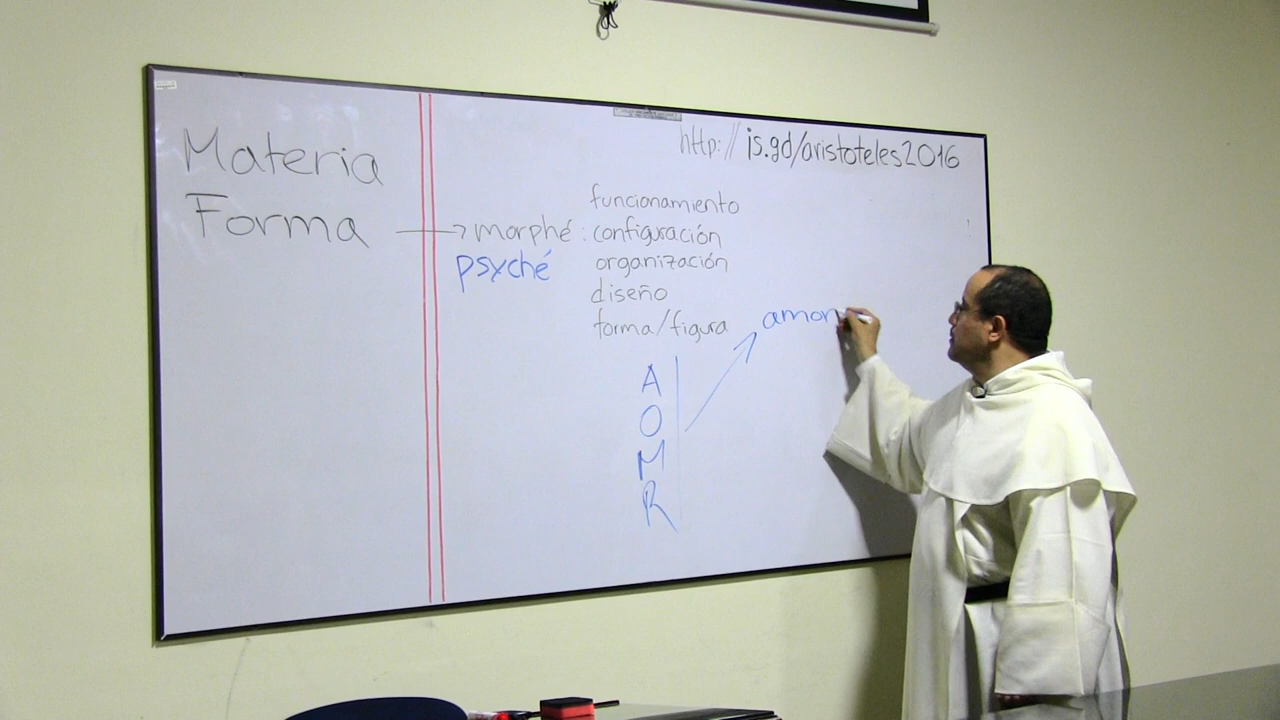 Materia
Forma
http://is.gd/aristoteles2016
funcionamiento
→ morphé: configuración
psyché
organización
diseño
forma/figura
amor
A
O
M
R